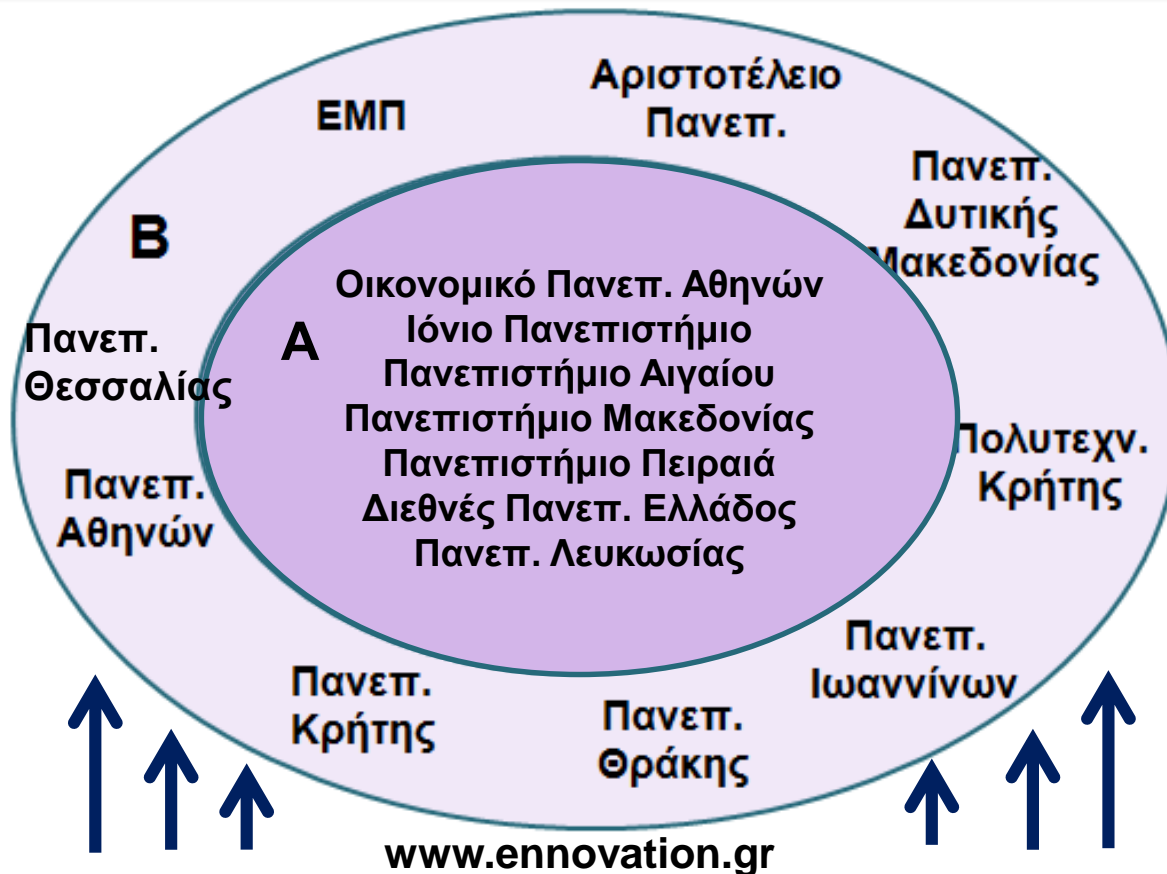 ΕΜΠ
Αριστοτέλειο
Πανεπ.
Πανεπ.
Δυτικής
Μακεδονίας
Β
Πανεπ.
Θεσσαλίας
Α
Οικονομικό Πανεπ. Αθηνών
Ιόνιο Πανεπιστήμιο
Πανεπιστήμιο Αιγαίου
Πανεπιστήμιο Μακεδονίας
Πανεπιστήμιο Πειραιά
Διεθνές Πανεπ. Ελλάδος
Πανεπ. Λευκωσίας
Πολυτεχν.
Κρήτης
Πανεπ.
Αθηνών
Πανεπ.
Ιωαννίνων
Πανεπ.
Κρήτης
Πανεπ.
Θράκης
www.ennovation.gr